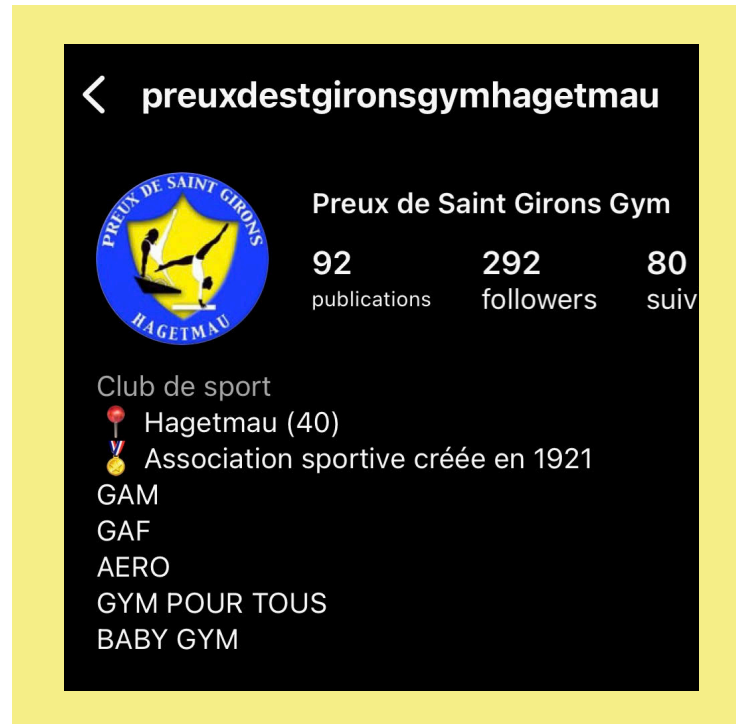 preuxdestgironsgymhagetmau
PREUX DE SAINT GIRONS
HAGETMAU
Preux de Saint Girons Gym
92 292 80
publications followers suiv
Club de sport
Hagetmau (40)
Association sportive créée en 1921
GAM
GAF
AERO
GYM POUR TOUS
BABY GYM